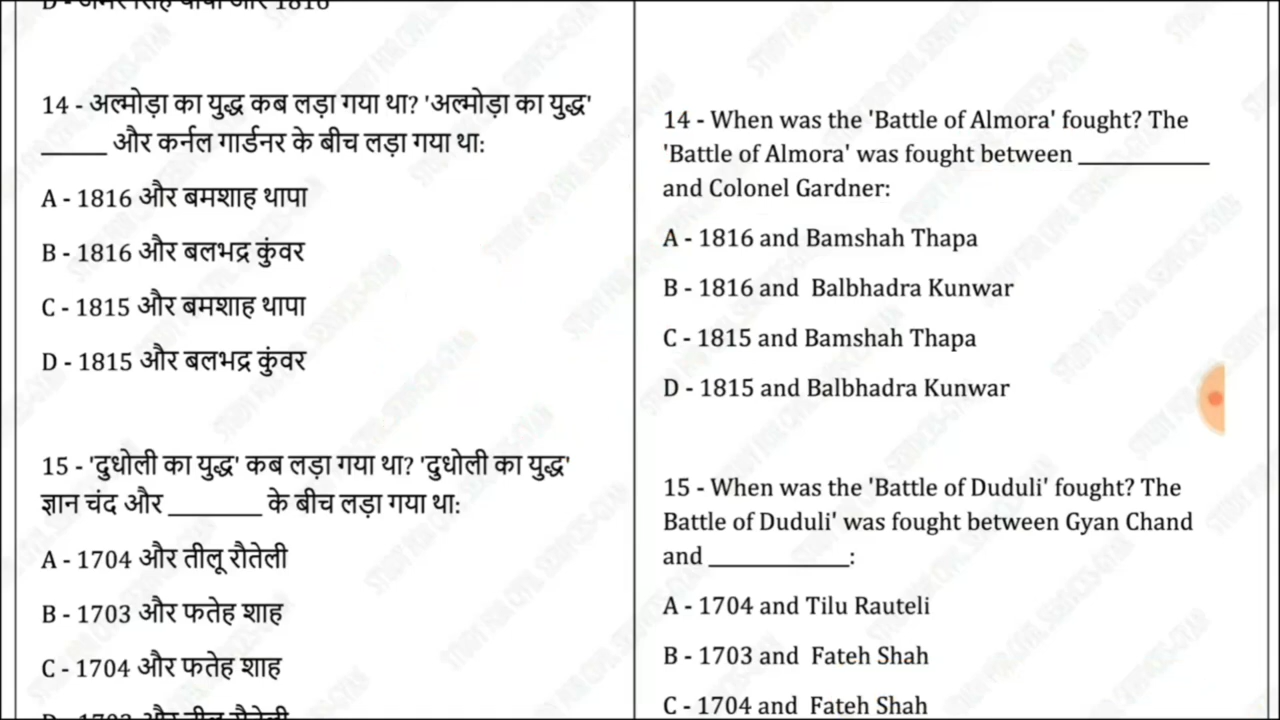 14 - अल्मोड़ा का युद्ध कब लड़ा गया था? 'अल्मोड़ा का युद्ध'
______ और कर्नल गार्डनर के बीच लड़ा गया था:
A - 1816 और बमशाह थापा
B - 1816 और बलभद्र कुंवर
C - 1815 और बमशाह थापा
D - 1815 और बलभद्र कुंवर
15 - 'दुधोली का युद्ध' कब लड़ा गया था? 'दुधोली का युद्ध'
ज्ञान चंद और ________ के बीच लड़ा गया था:
A - 1704 और तीलू रौतेली
B - 1703 और फतेह शाह
C - 1704 और फतेह शाह
14 - When was the 'Battle of Almora' fought? The
'Battle of Almora' was fought between ___________
and Colonel Gardner:
A - 1816 and Bamshah Thapa
B - 1816 and Balbhadra Kunwar
C - 1815 and Bamshah Thapa
D - 1815 and Balbhadra Kunwar
15 - When was the 'Battle of Duduli' fought? The
Battle of Duduli' was fought between Gyan Chand
and ____________:
A - 1704 and Tilu Rauteli
B - 1703 and Fateh Shah
C - 1704 and Fateh Shah